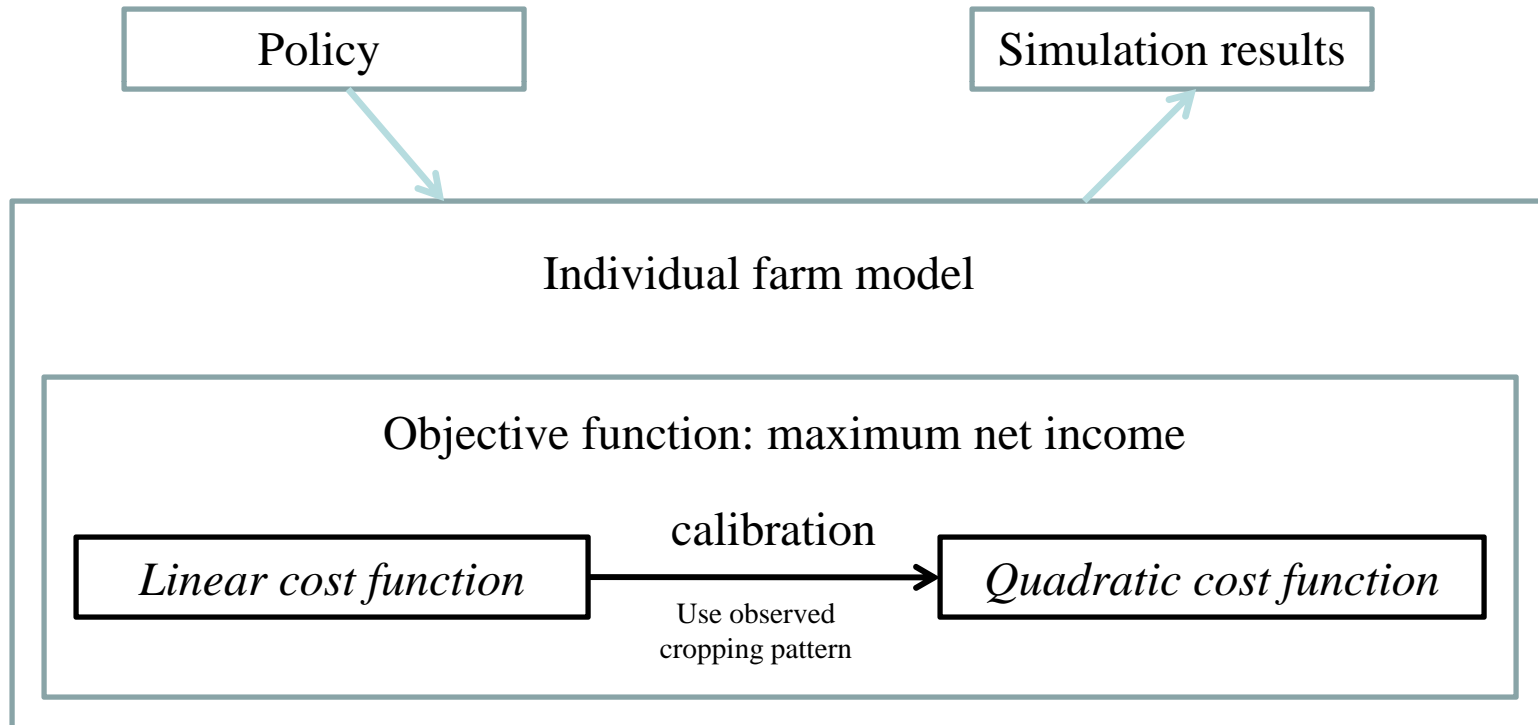 Policy
Simulation results
Individual farm model
Objective function: maximum net income
calibration
Linear cost function
Quadratic cost function
Use observed
cropping pattern